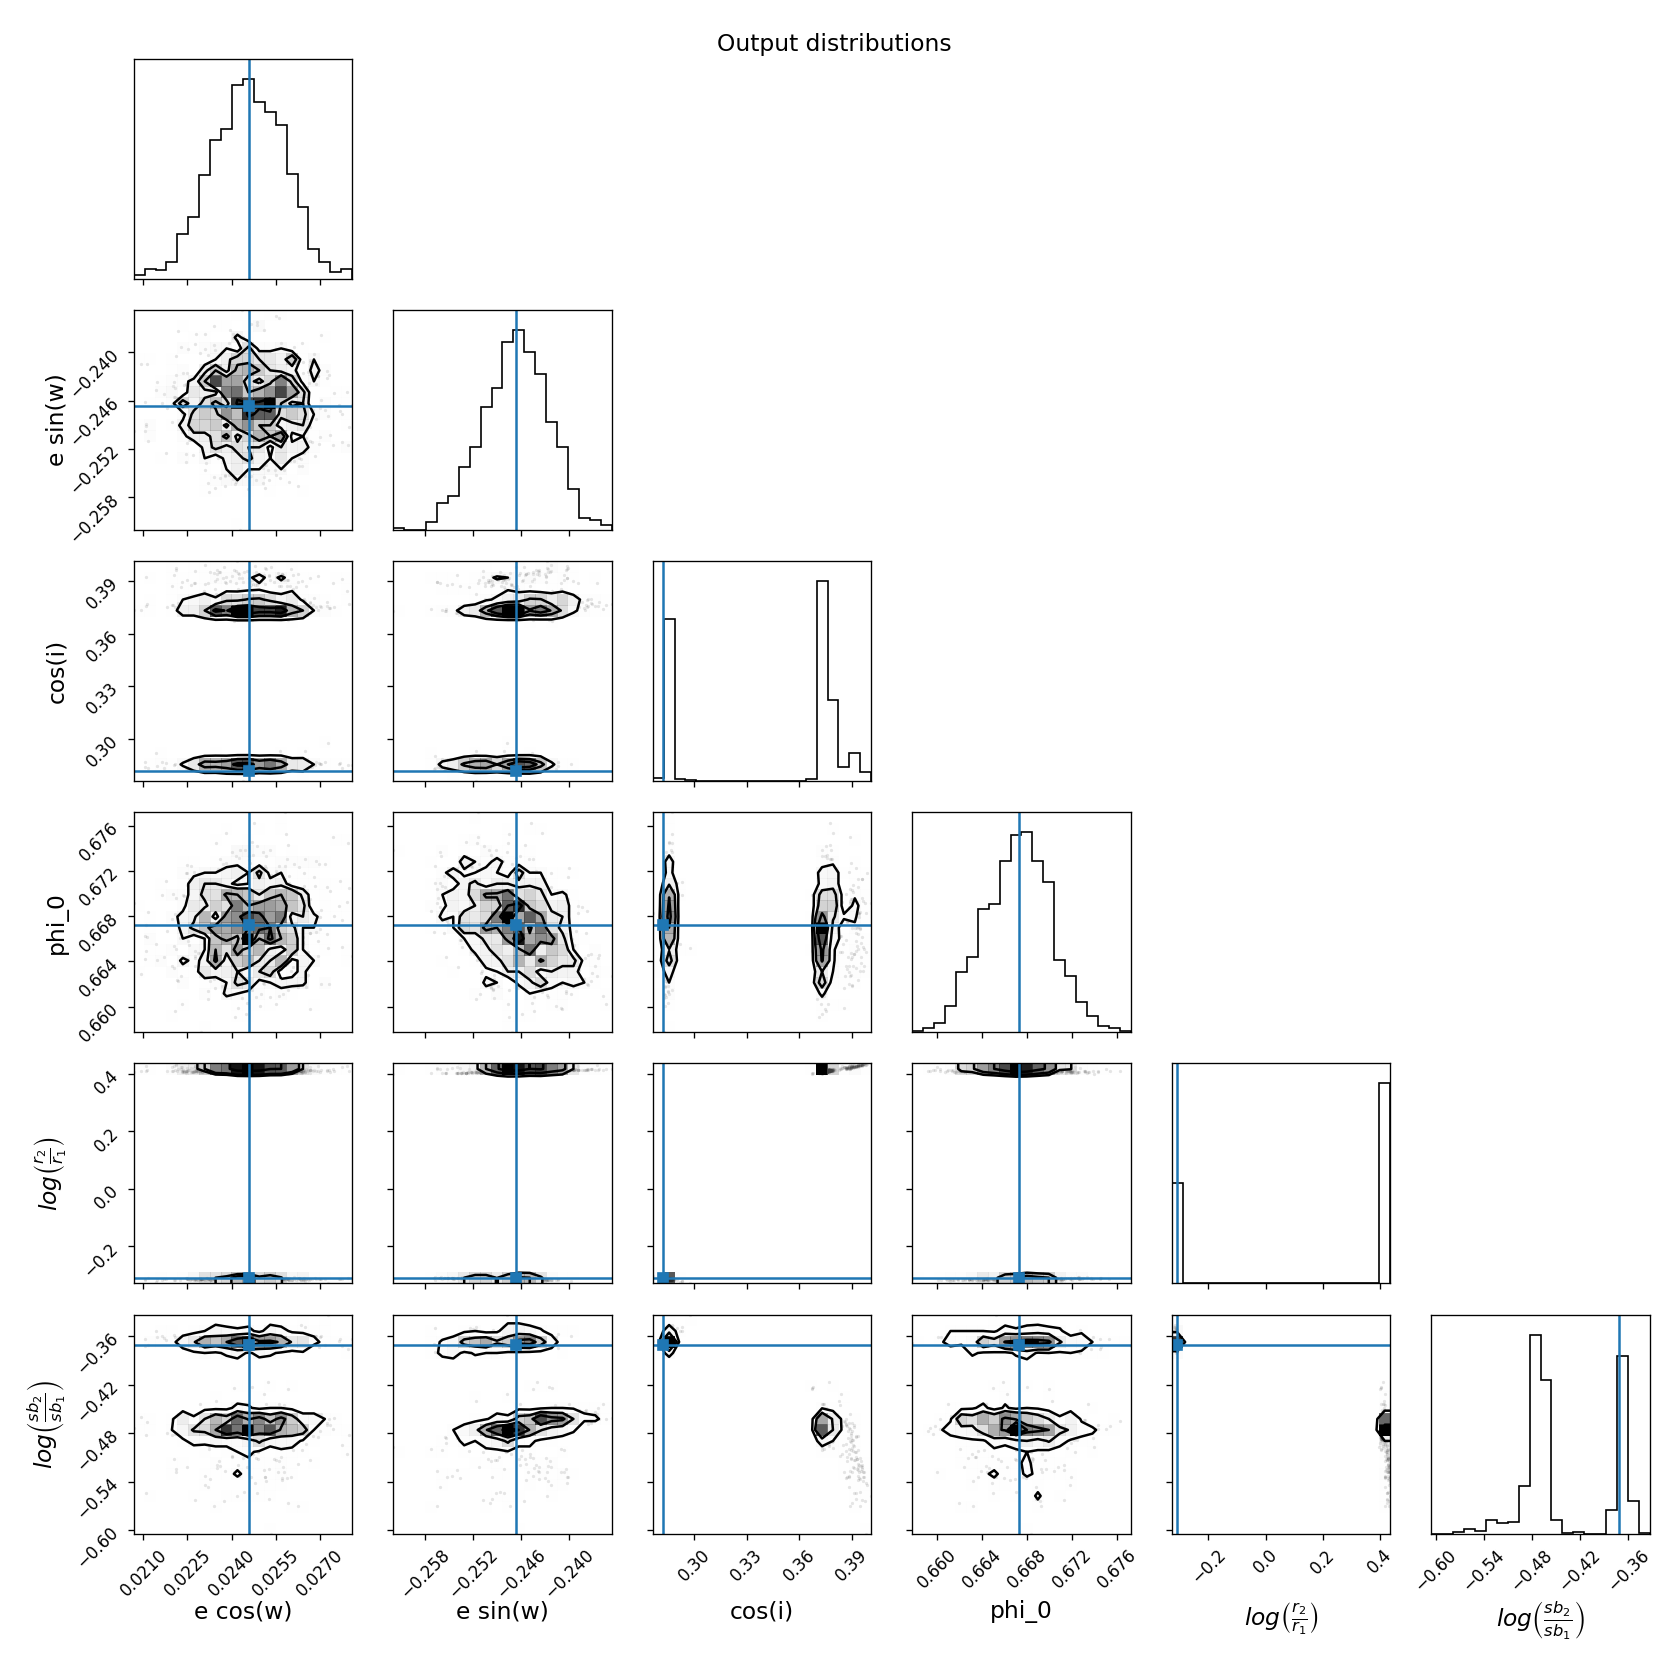 Output distributions
e sin(w)
−0.240
−0.246
−0.252
−0.258
cos(i)
0.39
0.36
0.33
0.30
phi_0
0.676
0.672
0.668
0.664
0.660
log(r₂/r₁)
0.4
0.2
0.0
−0.2
log(sb₂/sb₁)
−0.36
−0.42
−0.48
−0.54
−0.60
0.0210 0.0225 0.0240 0.0255 0.0270 −0.258 −0.252 −0.246 −0.240 0.30 0.33 0.36 0.39 0.660 0.664 0.668 0.672 0.676 −0.2 0.0 0.2 0.4 −0.60 −0.54 −0.48 −0.42 −0.36
e cos(w) e sin(w) cos(i) phi_0 log(r₂/r₁) log(sb₂/sb₁)